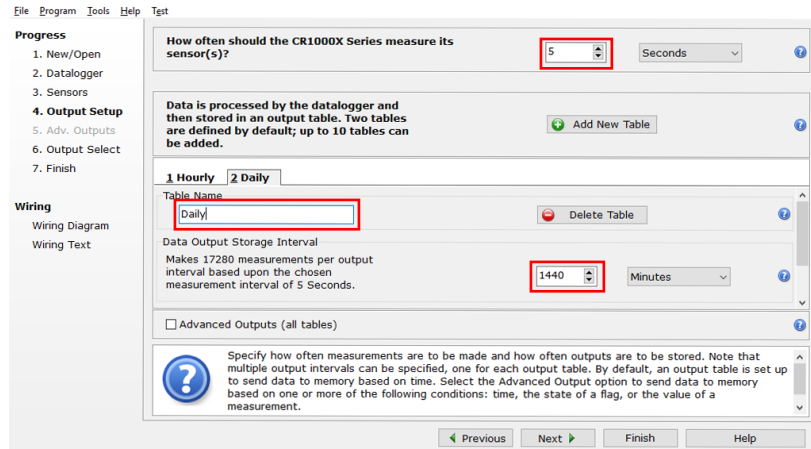 File Program Tools Help Test
Progress
1. New/Open
2. Datalogger
3. Sensors
4. Output Setup
5. Adv. Outputs
6. Output Select
7. Finish
Wiring
Wiring Diagram
Wiring Text
How often should the CR1000X Series measure its
sensor(s)?
5
Seconds
Data is processed by the datalogger and
then stored in an output table. Two tables
are defined by default; up to 10 tables can
be added.
Add New Table
1 Hourly 2 Daily
Table Name
Daily
Delete Table
Data Output Storage Interval
Makes 17280 measurements per output
interval based upon the chosen
measurement interval of 5 Seconds.
1440
Minutes
Advanced Outputs (all tables)
Specify how often measurements are to be made and how often outputs are to be stored. Note that
multiple output intervals can be specified, one for each output table. By default, an output table is set up
to send data to memory based on time. Select the Advanced Output option to send data to memory
based on one or more of the following conditions: time, the state of a flag, or the value of a
measurement.
Previous Next Finish Help